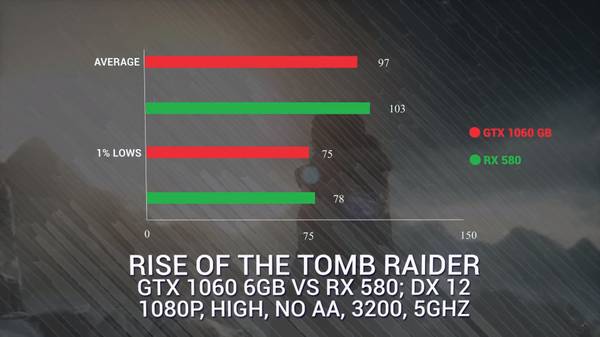 AVERAGE 97
103
1% LOWS 75
78
0 75 150
GTX 1060 GB
RX 580
RISE OF THE TOMB RAIDER
GTX 1060 6GB VS RX 580; DX 12
1080P, HIGH, NO AA, 3200, 5GHZ